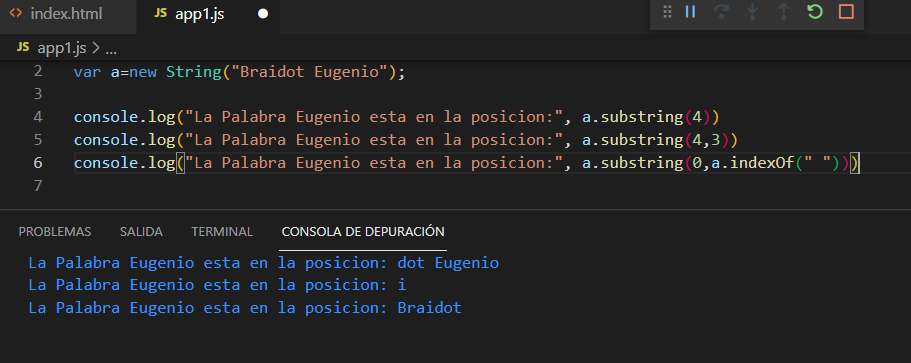 index.html JS app1.js
JS app1.js > ...
2 var a=new String("Braidot Eugenio");
3
4 console.log("La Palabra Eugenio esta en la posicion:", a.substring(4))
5 console.log("La Palabra Eugenio esta en la posicion:", a.substring(4,3))
6 console.log("La Palabra Eugenio esta en la posicion:", a.substring(0,a.indexOf(" ")))
7
PROBLEMAS SALIDA TERMINAL CONSOLA DE DEPURACIÓN
La Palabra Eugenio esta en la posicion: dot Eugenio
La Palabra Eugenio esta en la posicion: i
La Palabra Eugenio esta en la posicion: Braidot